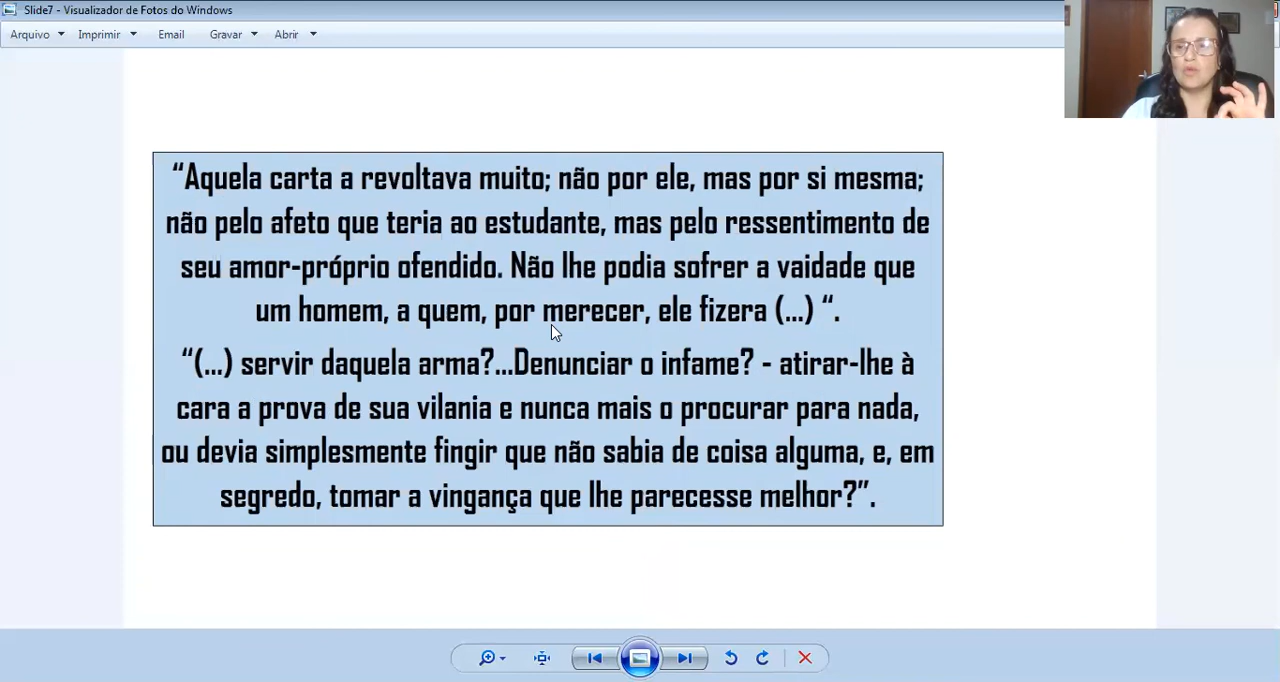 Slide7 - Visualizador de Fotos do Windows
Arquivo Imprimir Email Gravar Abrir
“Aquela carta a revoltava muito; não por ele, mas por si mesma;
não pelo afeto que teria ao estudante, mas pelo ressentimento de
seu amor-próprio ofendido. Não lhe podia sofrer a vaidade que
um homem, a quem, por merecer, ele fizera (...) “.
“(...) servir daquela arma?...Denunciar o infame? - atirar-lhe à
cara a prova de sua vilania e nunca mais o procurar para nada,
ou devia simplesmente fingir que não sabia de coisa alguma, e, em
segredo, tomar a vingança que lhe parecesse melhor?”.